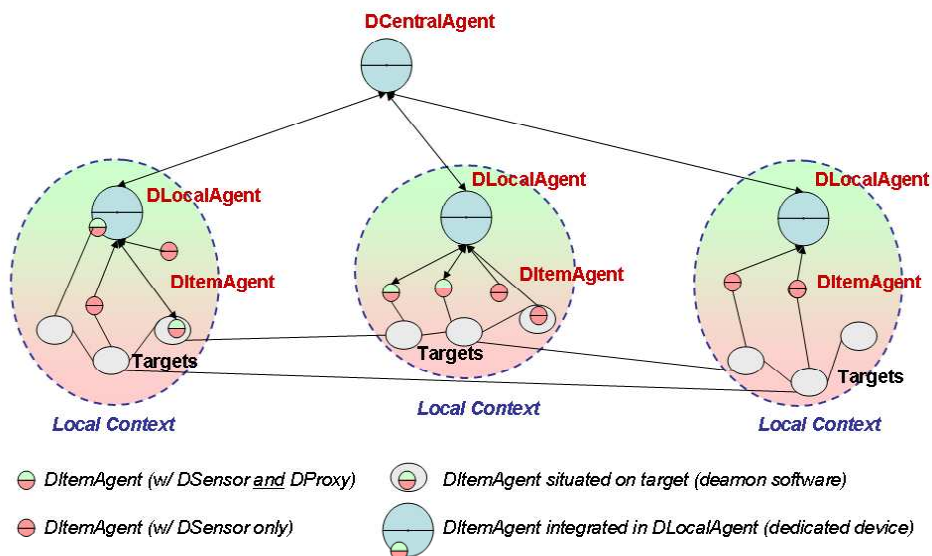 DCentralAgent
DLocalAgent
DLocalAgent
DLocalAgent
DItemAgent
DItemAgent
DItemAgent
Targets
Targets
Targets
Local Context
Local Context
Local Context
DItemAgent (w/ DSensor and DProxy)
DItemAgent situated on target (deamon software)
DItemAgent (w/ DSensor only)
DItemAgent integrated in DLocalAgent (dedicated device)